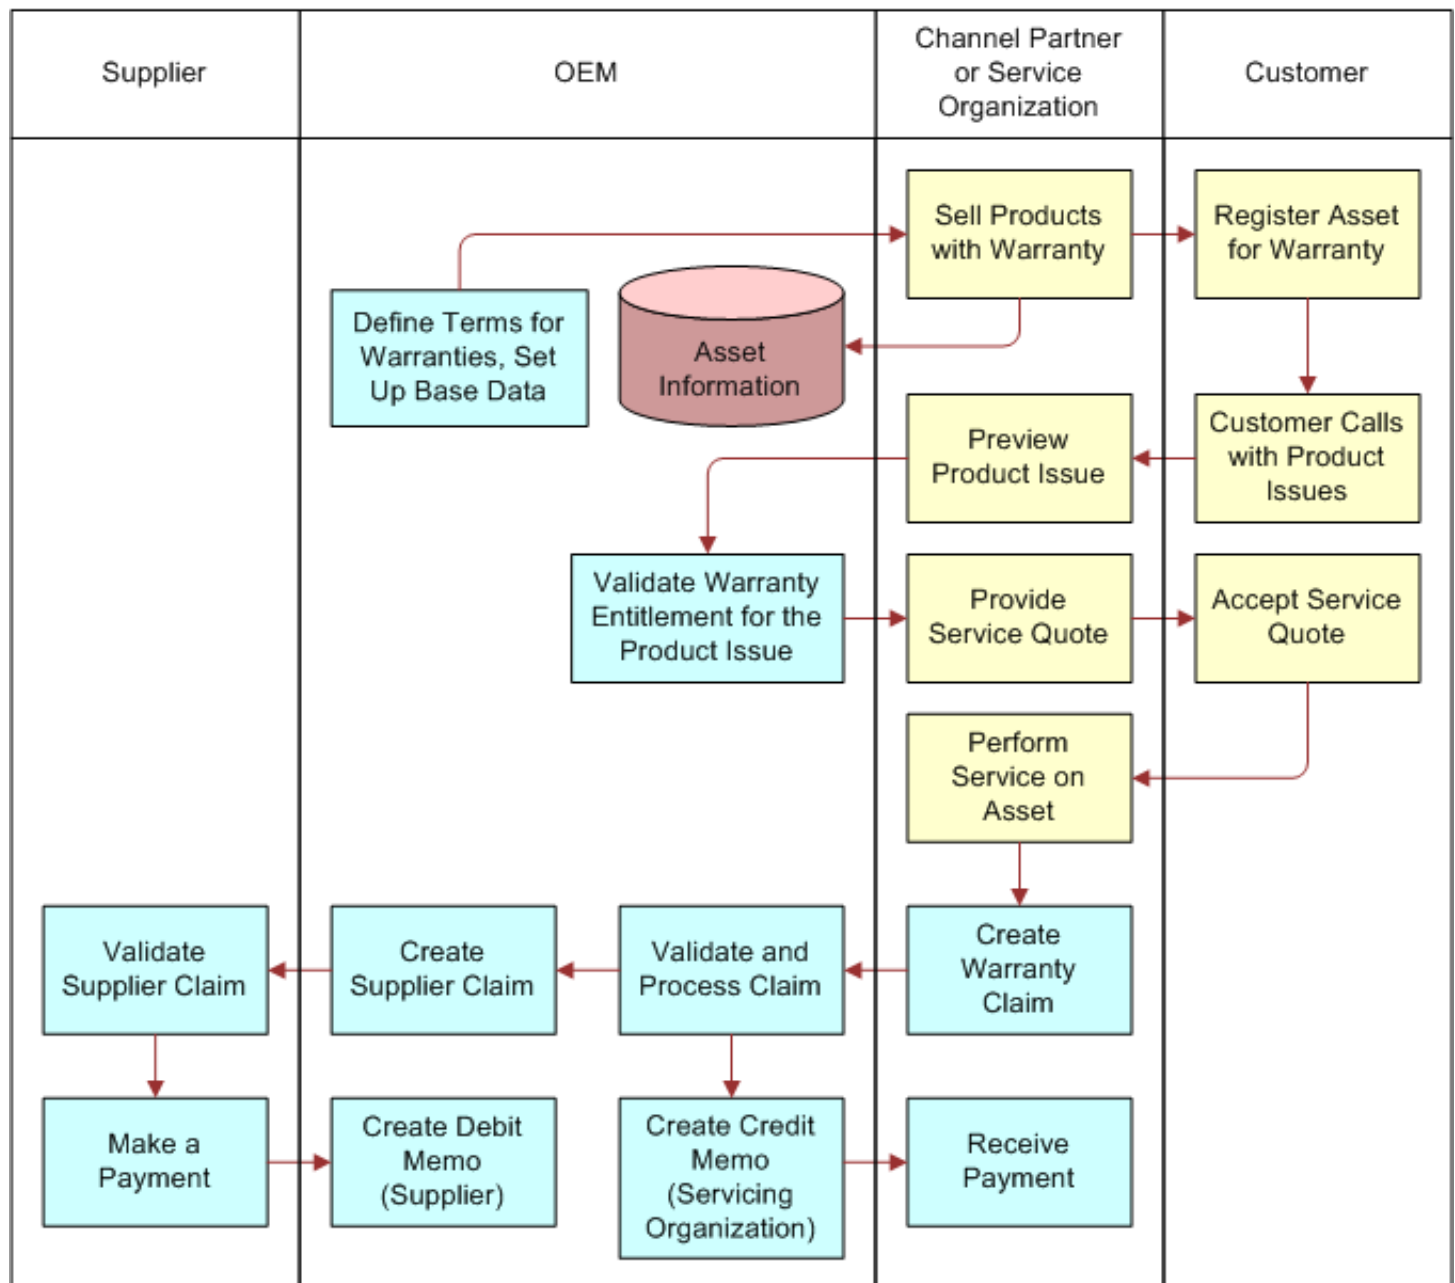 Supplier
OEM
Channel Partner
or Service
Organization
Customer
Sell Products
with Warranty
Register Asset
for Warranty
Define Terms for
Warranties, Set
Up Base Data
Asset
Information
Preview
Product Issue
Customer Calls
with Product
Issues
Validate Warranty
Entitlement for the
Product Issue
Provide
Service Quote
Accept Service
Quote
Perform
Service on
Asset
Validate
Supplier Claim
Create
Supplier Claim
Validate and
Process Claim
Create
Warranty
Claim
Make a
Payment
Create Debit
Memo
(Supplier)
Create Credit
Memo
(Servicing
Organization)
Receive
Payment